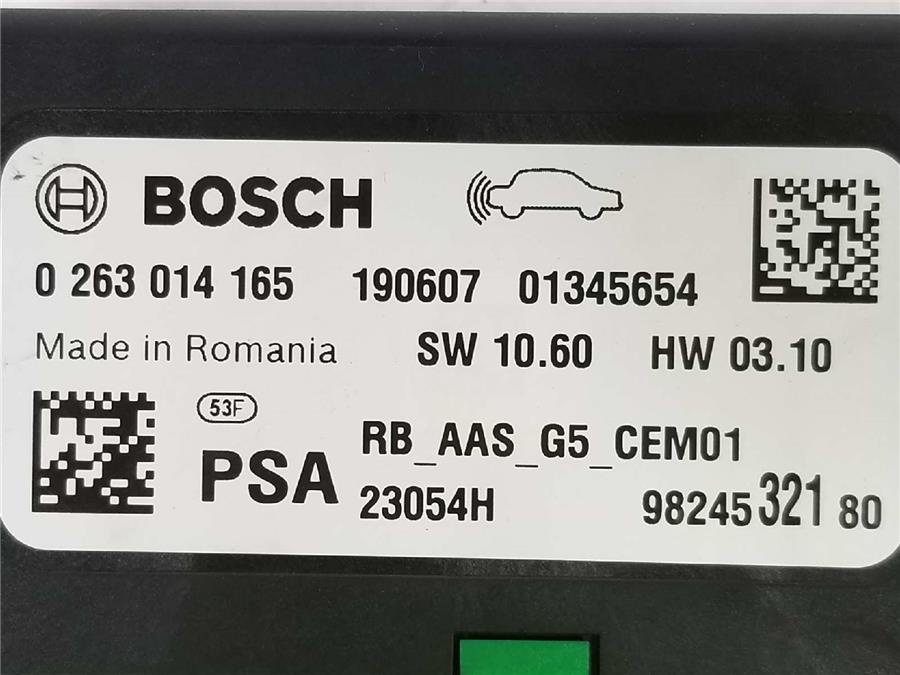 BOSCH
0 263 014 165 190607 01345654
Made in Romania SW 10.60 HW 03.10
53F
PSA RB_AAS_G5_CEM01
23054H 98245 321 80